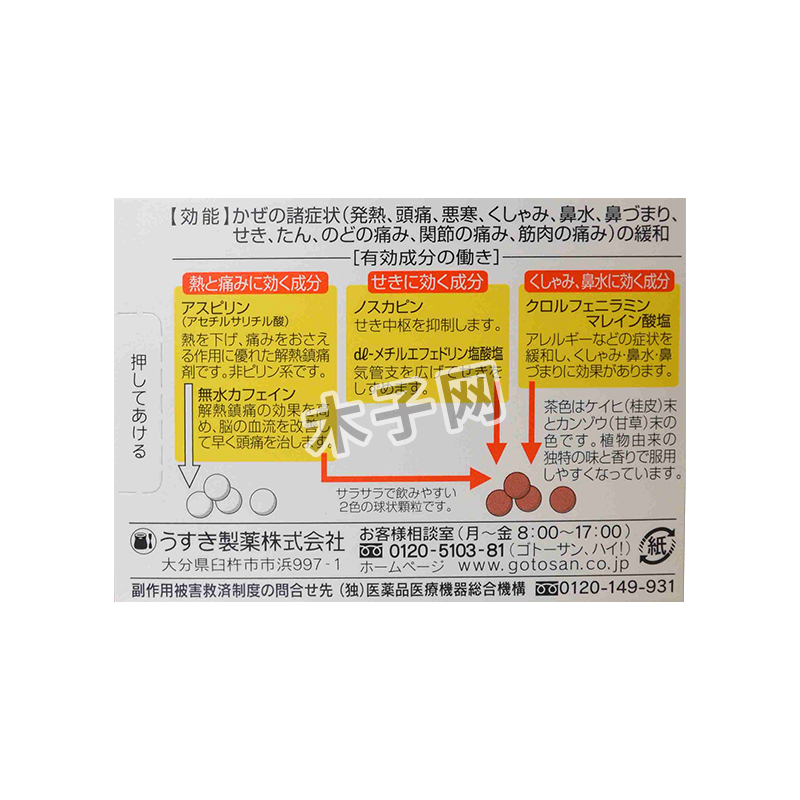 【効能】かぜの諸症状(発熱、頭痛、悪寒、くしゃみ、鼻水、鼻づまり、
せき、たん、のどの痛み、関節の痛み、筋肉の痛み)の緩和
[有効成分の働き]
熱と痛みに効く成分
アスピリン
(アセチルサリチル酸)
熱を下げ、痛みをおさえ
る作用に優れた解熱鎮痛
剤です。非ピリン系です。
無水カフェイン
解熱鎮痛の効果を高
め、脳の血流を改善し
て早く頭痛を治します。
せきに効く成分
ノスカピン
せき中枢を抑制します。
dℓ-メチルエフェドリン塩酸塩
気管支を広げてせきを
しずめます。
くしゃみ、鼻水に効く成分
クロルフェニラミン
マレイン酸塩
アレルギーなどの症状を
緩和し、くしゃみ・鼻水・鼻
づまりに効果があります。
茶色はケイヒ(桂皮)末
とカンゾウ(甘草)末の
色です。植物由来の
独特の味と香りで服用
しやすくなっています。
サラサラで飲みやすい
2色の球状顆粒です。
押してあける
木子网
うすき製薬株式会社
大分県臼杵市市浜997-1
お客様相談室(月〜金 8:00〜17:00)
0120-5103-81(ゴトーサン、ハイ!)
ホームページ www.gotosan.co.jp
紙
副作用被害救済制度の問合せ先 (独)医薬品医療機器総合機構 0120-149-931